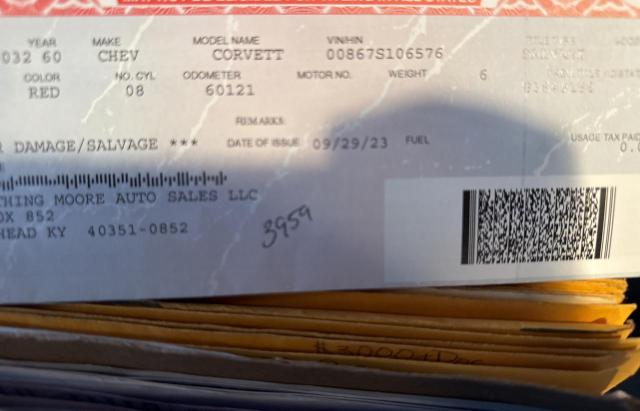 YEAR MAKE MODEL NAME VIN/HIN
032 60 CHEV CORVETT 00867S106576
COLOR NO. CYL ODOMETER MOTOR NO. WEIGHT 6
RED 08 60121
REMARKS
DAMAGE/SALVAGE *** DATE OF ISSUE 09/29/23 FUEL USAGE TAX PAID
0.0
THING MOORE AUTO SALES LLC
OX 852
HEAD KY 40351-0852
3959